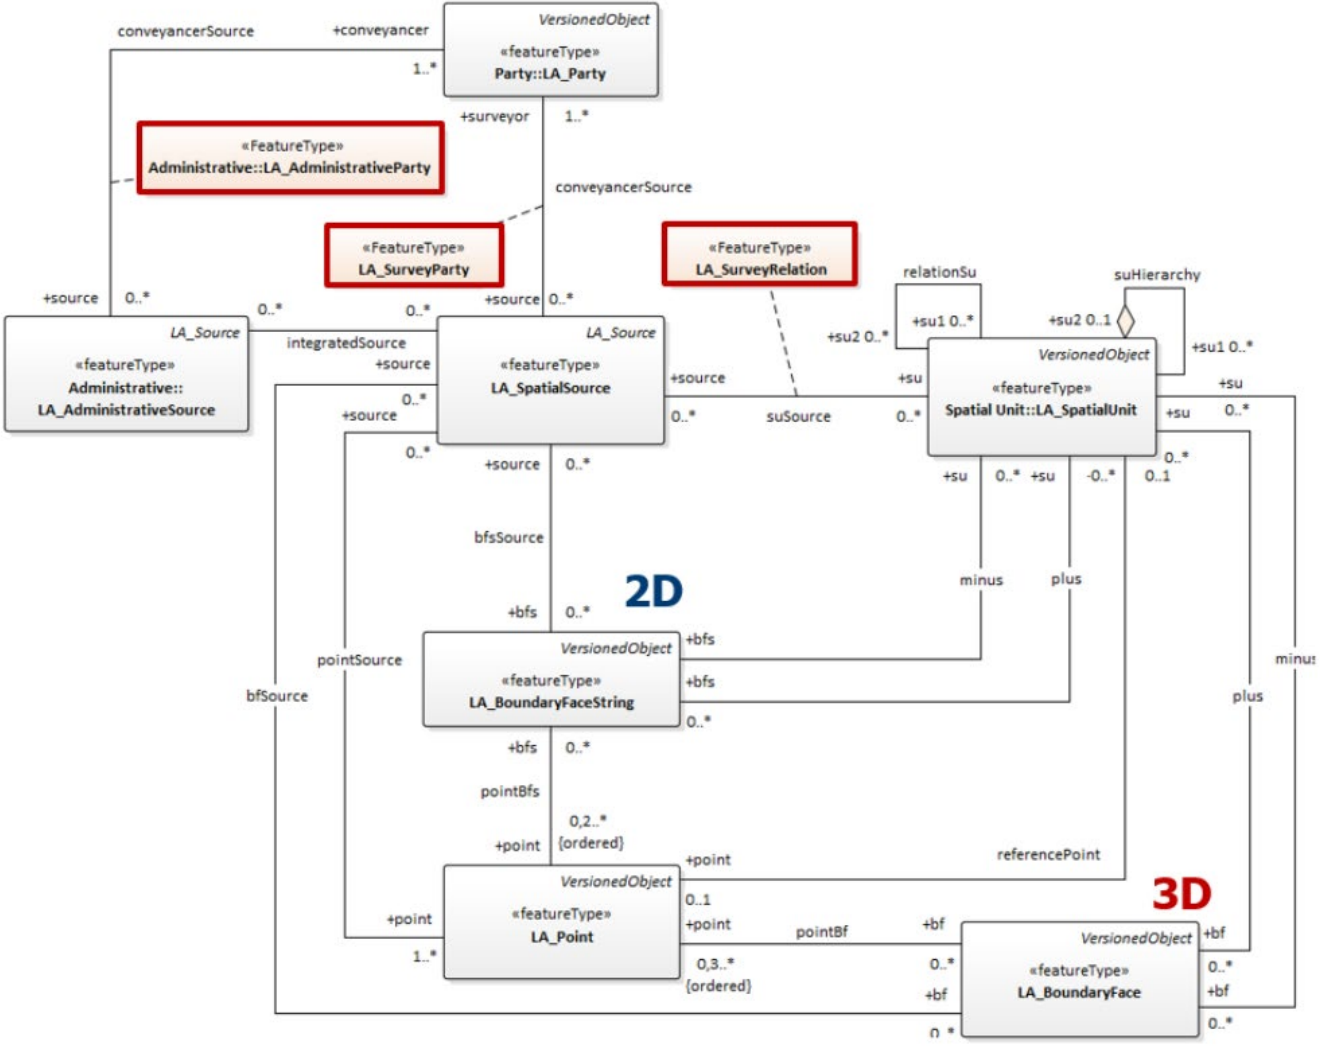 VersionedObject
«featureType»
Party::LA_Party
conveyancerSource
+conveyancer
1..*
+surveyor
1..*
«FeatureType»
Administrative::LA_AdministrativeParty
conveyancerSource
«FeatureType»
LA_SurveyParty
«FeatureType»
LA_SurveyRelation
relationSu
suHierarchy
+source
0..*
0..*
0..*
+source
0..*
+su1 0..*
+su2 0..1
+su2 0..*
+su1 0..*
LA_Source
«featureType»
Administrative::
LA_AdministrativeSource
integratedSource
+source
0..*
+source
0..*
LA_Source
«featureType»
LA_SpatialSource
+source
0..*
suSource
+su
0..*
VersionedObject
«featureType»
Spatial Unit::LA_SpatialUnit
+su
0..*
+su
0..*
+source
0..*
+su
0..*
+su
-0..*
0..1
bfsSource
minus
plus
2D
+bfs
0..*
VersionedObject
«featureType»
LA_BoundaryFaceString
+bfs
+bfs
0..*
pointSource
bfSource
minus
plus
+bfs
0..*
pointBfs
0,2..*
{ordered}
+point
VersionedObject
«featureType»
LA_Point
+point
0..1
referencePoint
3D
+point
1..*
+point
0,3..*
{ordered}
pointBf
+bf
0..*
+bf
0 *
VersionedObject
«featureType»
LA_BoundaryFace
+bf
0..*
+bf
0..*